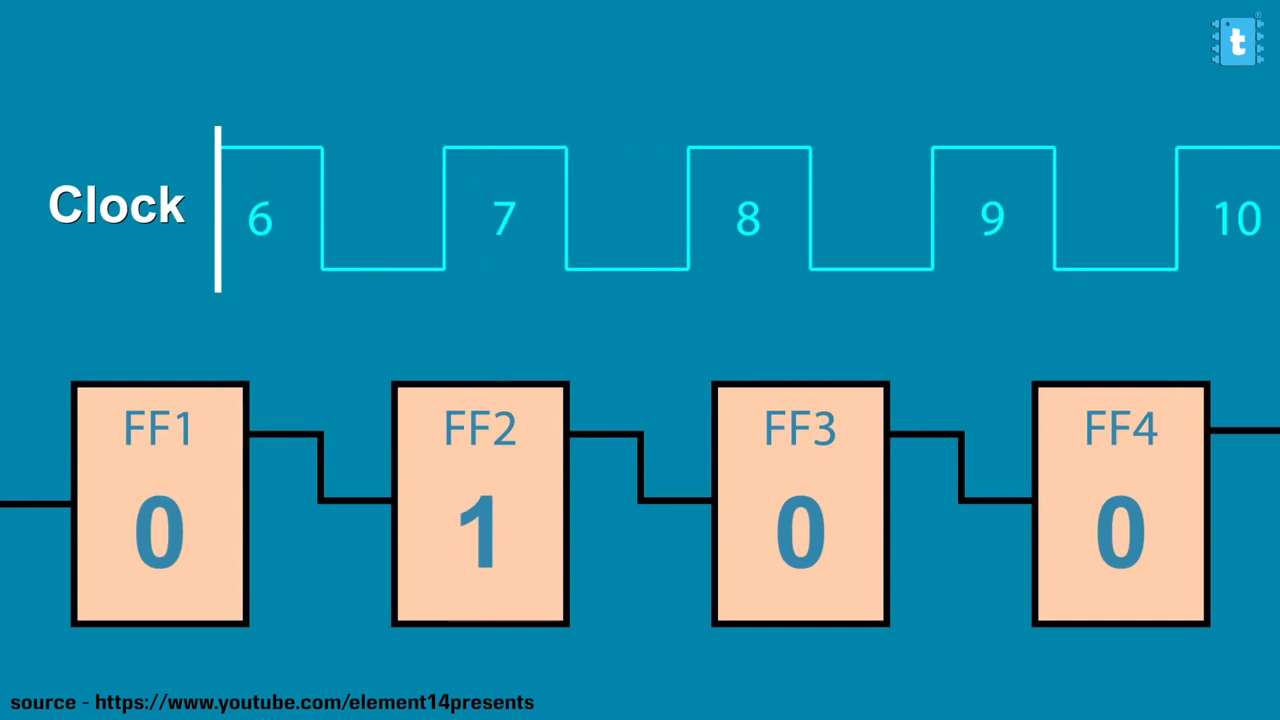 t
Clock
6 7 8 9 10
FF1 FF2 FF3 FF4
0 1 0 0
source - https://www.youtube.com/element14presents